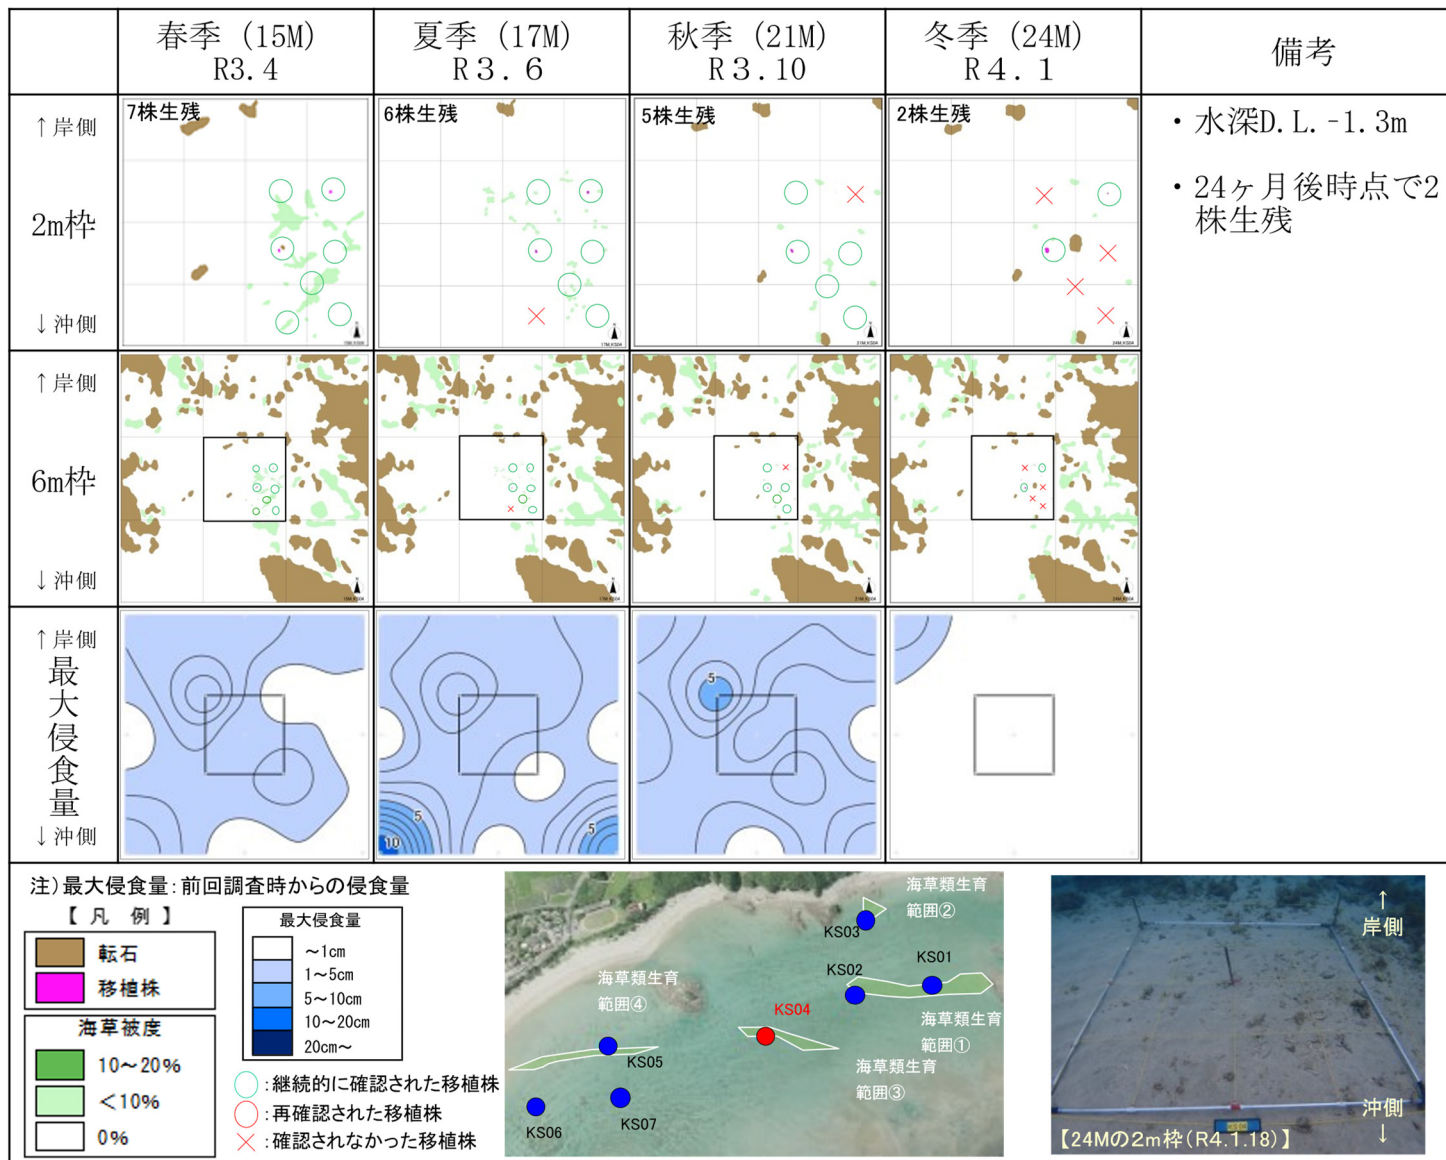 春季 (15M)
R3.4
夏季 (17M)
R３.６
秋季 (21M)
R３.10
冬季 (24M)
R４.１
備考
↑岸側
2m枠
↓沖側
7株生残
6株生残
5株生残
2株生残
・水深D.L.-1.3m
・24ヶ月後時点で2
株生残
17M,KS04
21M,KS04
24M,KS04
↑岸側
6m枠
↓沖側
↑岸側
最大侵食量
↓沖側
5
10
5
5
注）最大侵食量：前回調査時からの侵食量
【 凡 例 】
転石
移植株
海草被度
10～20%
＜10%
0%
最大侵食量
～1cm
1～5cm
5～10cm
10～20cm
20cm～
：継続的に確認された移植株
：再確認された移植株
：確認されなかった移植株
海草類生育
範囲②
KS03
KS02
KS01
海草類生育
範囲④
KS04
海草類生育
範囲①
KS05
海草類生育
範囲③
KS06
KS07
↑
岸側
沖側
↓
【24Mの2m枠(R4.1.18)】